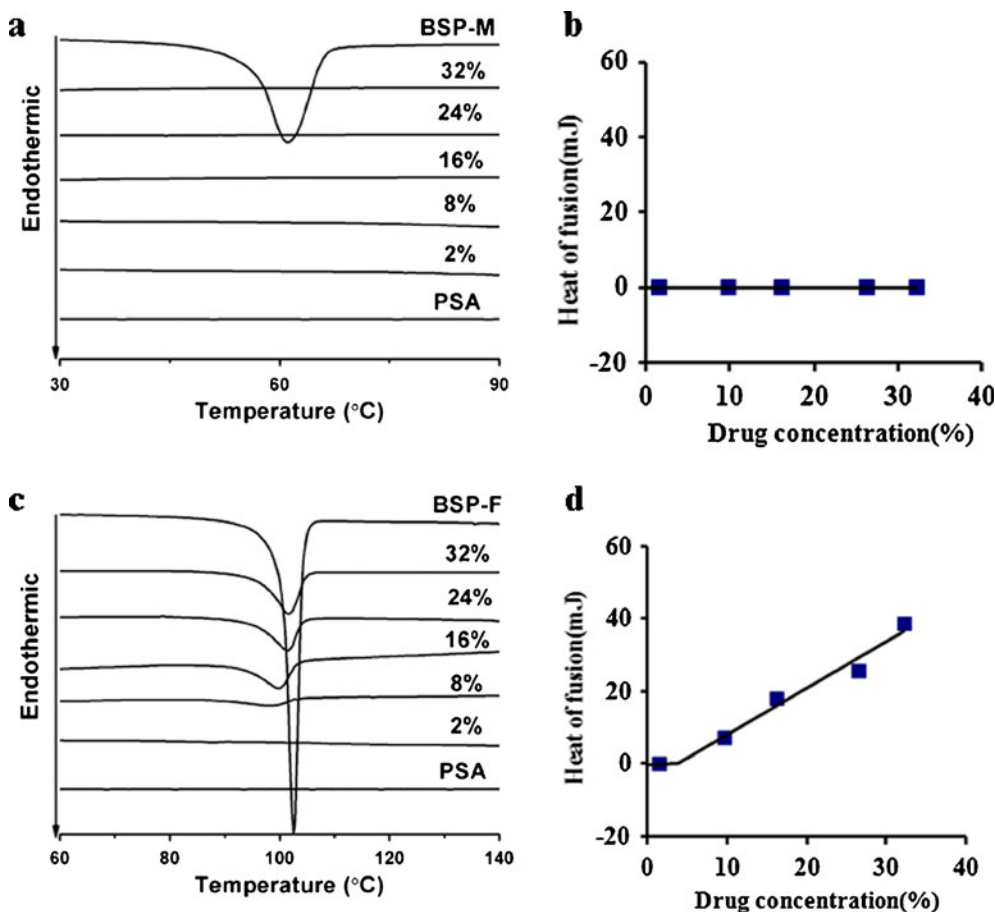 a
BSP-M
32%
24%
16%
8%
2%
PSA
Endothermic
30
60
90
Temperature (°C)
b
60
40
20
0
-20
Heat of fusion(mJ)
0
10
20
30
40
Drug concentration(%)
c
BSP-F
32%
24%
16%
8%
2%
PSA
Endothermic
60
80
100
120
140
Temperature (°C)
d
60
40
20
0
-20
Heat of fusion(mJ)
0
10
20
30
40
Drug concentration(%)